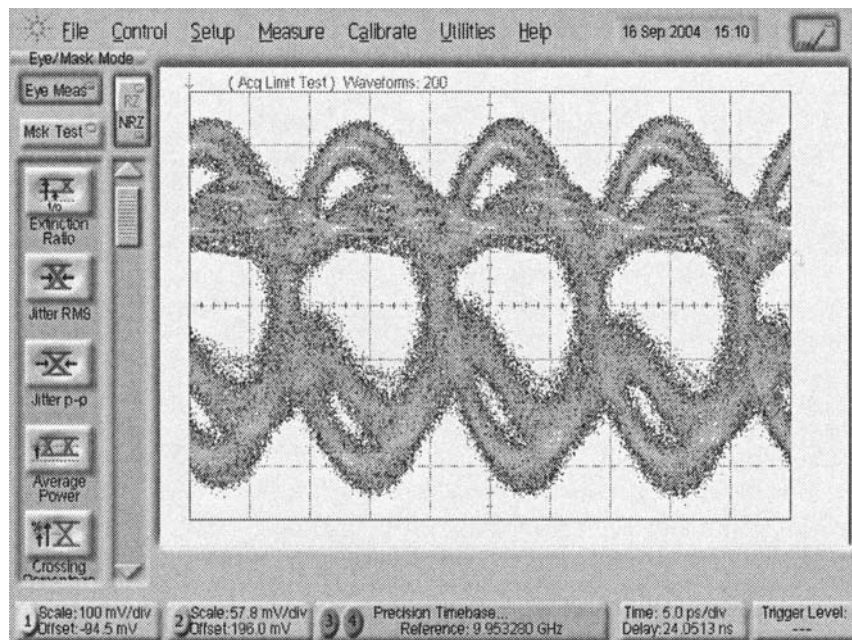 File Control Setup Measure Calibrate Utilities Help 16 Sep 2004 15:10
Eye/Mask Mode
Eye Meas
RZ
NRZ
Msk Test
(Acq Limit Test) Waveforms: 200
Extinction
Ratio
Jitter RMS
Jitter p-p
Average
Power
Crossing
1 Scale:100 mV/div
Offset:-94.5 mV
2 Scale:57.8 mV/div
Offset:196.0 mV
3 4
Precision Timebase...
Reference: 9.953280 GHz
Time: 5.0 ps/div
Delay:24.0513 ns
Trigger Level:
---